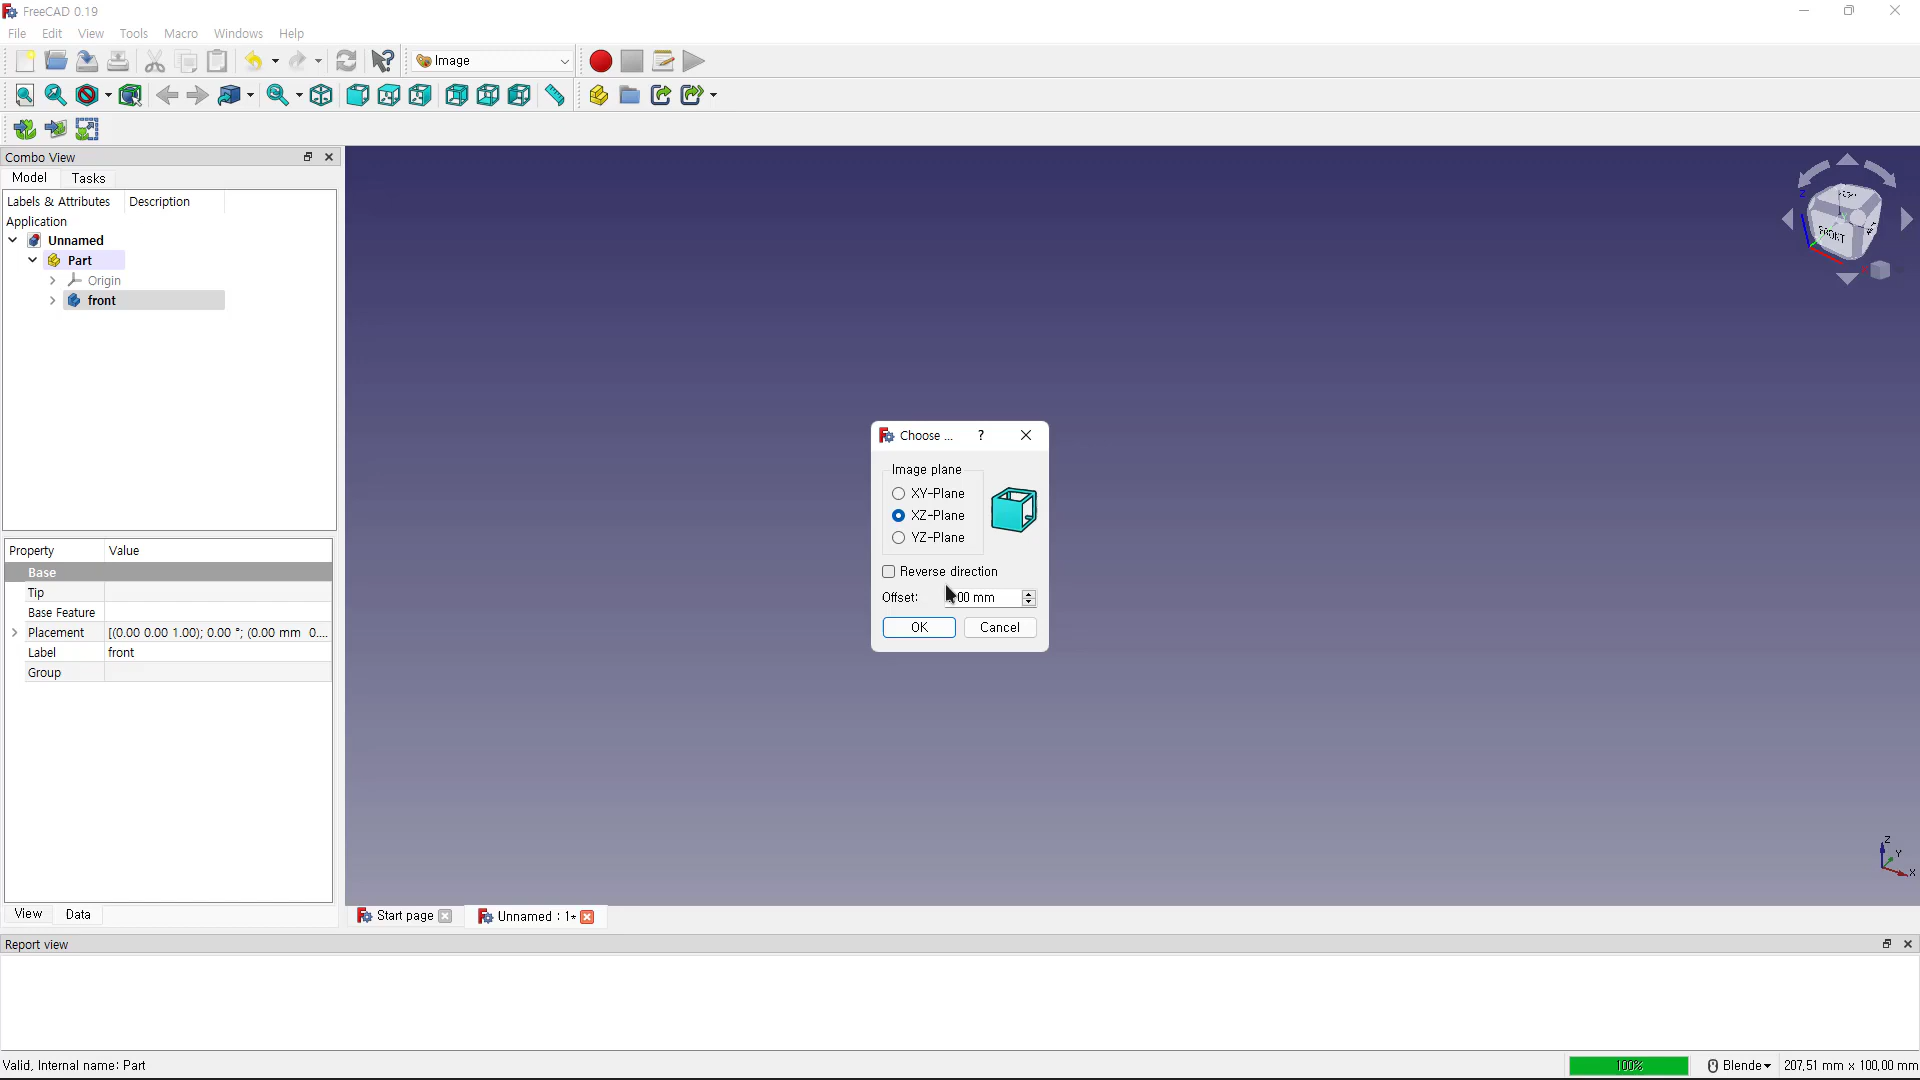 FreeCAD 0.19
File Edit View Tools Macro Windows Help
Image
Combo View
Model Tasks
Labels & Attributes Description
Application
Unnamed
Part
Origin
front
Property Value
Base
Tip
Base Feature
Placement [(0.00 0.00 1.00); 0.00 °; (0.00 mm 0....
Label front
Group
View Data
FRONT
Z
Choose ... ?
Image plane
XY-Plane
XZ-Plane
YZ-Plane
Reverse direction
Offset: 00 mm
OK Cancel
Z
Y
X
Start page Unnamed : 1*
Report view
Valid, Internal name: Part
100% Blende 207,51 mm x 100,00 mm